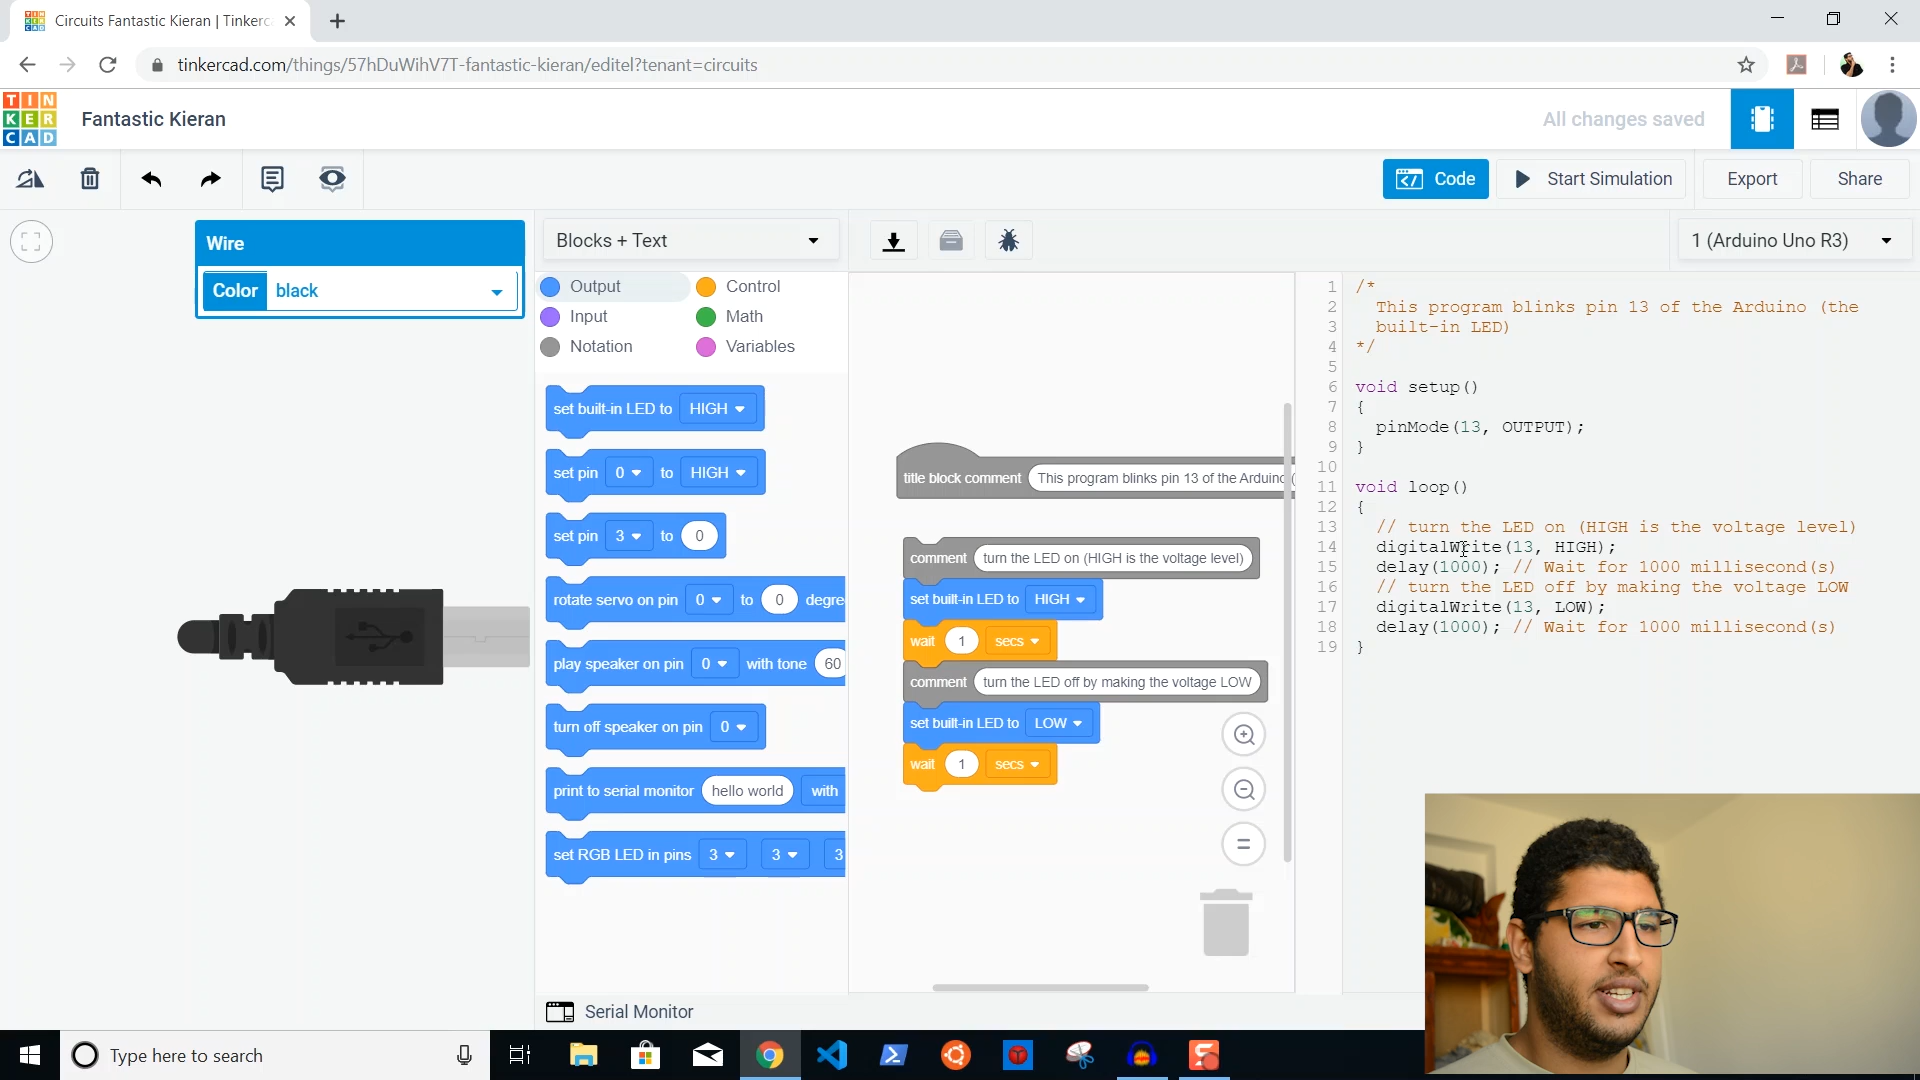 Circuits Fantastic Kieran | Tinkerc
tinkercad.com/things/57hDuWihV7T-fantastic-kieran/editel?tenant=circuits
TIN
KER
CAD
Fantastic Kieran
All changes saved
Code
Start Simulation
Export
Share
Wire
Color
black
Blocks + Text
1 (Arduino Uno R3)
Output
Control
Input
Math
Notation
Variables
set built-in LED to HIGH
set pin 0 to HIGH
set pin 3 to 0
rotate servo on pin 0 to 0 degre
play speaker on pin 0 with tone 60
turn off speaker on pin 0
print to serial monitor hello world with
set RGB LED in pins 3 3 3
title block comment This program blinks pin 13 of the Arduino (
comment turn the LED on (HIGH is the voltage level)
set built-in LED to HIGH
wait 1 secs
comment turn the LED off by making the voltage LOW
set built-in LED to LOW
wait 1 secs
1 /*
2 This program blinks pin 13 of the Arduino (the
3 built-in LED)
4 */
5
6 void setup()
7 {
8 pinMode(13, OUTPUT);
9 }
10
11 void loop()
12 {
13 // turn the LED on (HIGH is the voltage level)
14 digitalWrite(13, HIGH);
15 delay(1000); // Wait for 1000 millisecond(s)
16 // turn the LED off by making the voltage LOW
17 digitalWrite(13, LOW);
18 delay(1000); // Wait for 1000 millisecond(s)
19 }
Serial Monitor
Type here to search